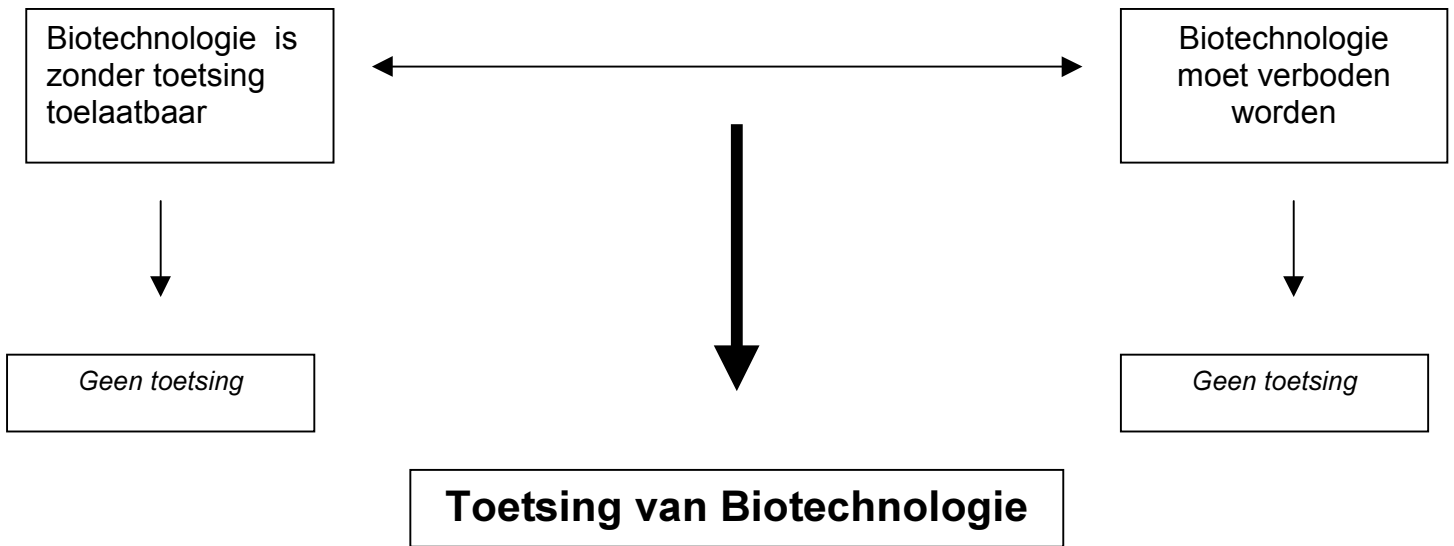 Biotechnologie is
zonder toetsing
toelaatbaar
Biotechnologie
moet verboden
worden
Geen toetsing
Geen toetsing
Toetsing van Biotechnologie